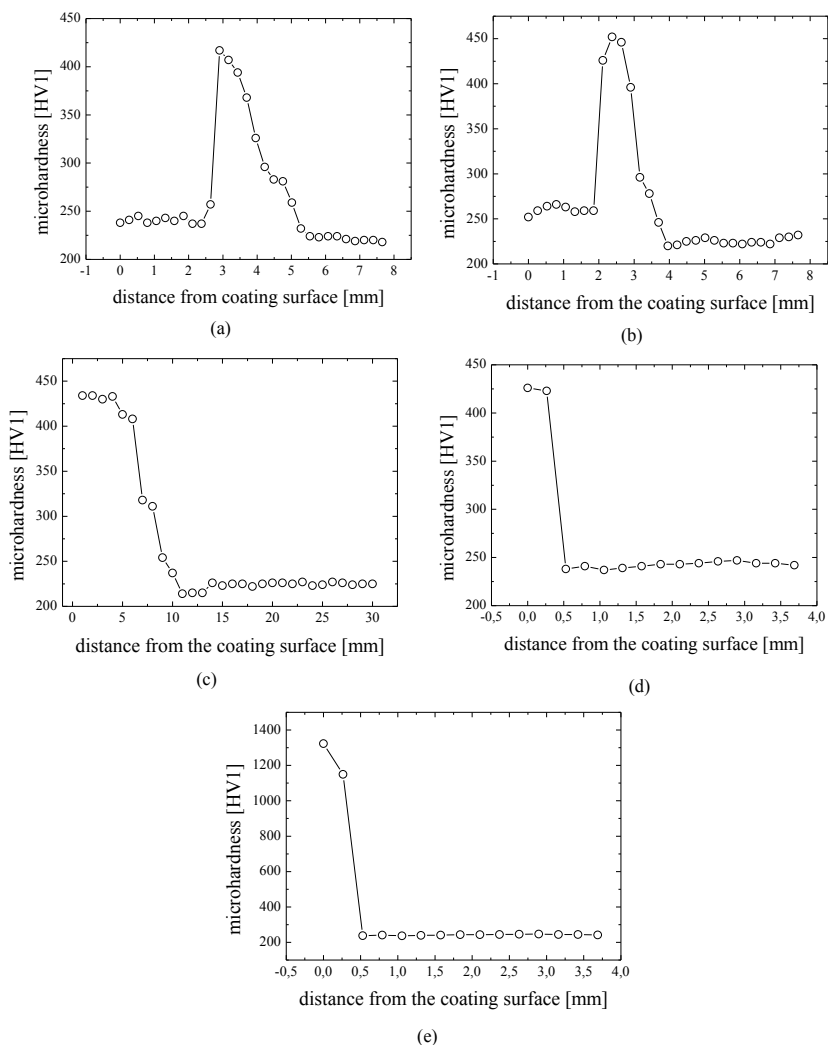 450
400
350
300
250
200
microhardness [HV1]
-1 0 1 2 3 4 5 6 7 8
distance from coating surface [mm]
(a)
450
400
350
300
250
200
microhardness [HV1]
-1 0 1 2 3 4 5 6 7 8
distance from the coating surface [mm]
(b)
450
400
350
300
250
200
microhardness [HV1]
0 5 10 15 20 25 30
distance from the coating surface [mm]
(c)
450
400
350
300
250
200
microhardness [HV1]
-0,5 0,0 0,5 1,0 1,5 2,0 2,5 3,0 3,5 4,0
distance from the coating surface [mm]
(d)
1400
1200
1000
800
600
400
200
microhardness [HV1]
-0,5 0,0 0,5 1,0 1,5 2,0 2,5 3,0 3,5 4,0
distance from the coating surface [mm]
(e)